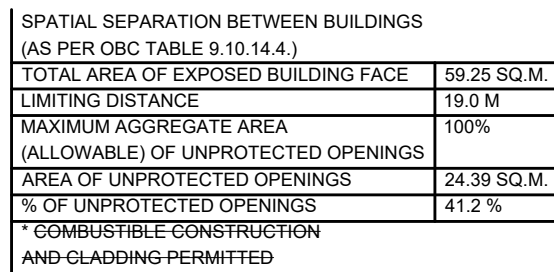 SPATIAL SEPARATION BETWEEN BUILDINGS
(AS PER OBC TABLE 9.10.14.4.)
TOTAL AREA OF EXPOSED BUILDING FACE 59.25 SQ.M.
LIMITING DISTANCE 19.0 M
MAXIMUM AGGREGATE AREA 100%
(ALLOWABLE) OF UNPROTECTED OPENINGS
AREA OF UNPROTECTED OPENINGS 24.39 SQ.M.
% OF UNPROTECTED OPENINGS 41.2 %
* COMBUSTIBLE CONSTRUCTION
AND CLADDING PERMITTED